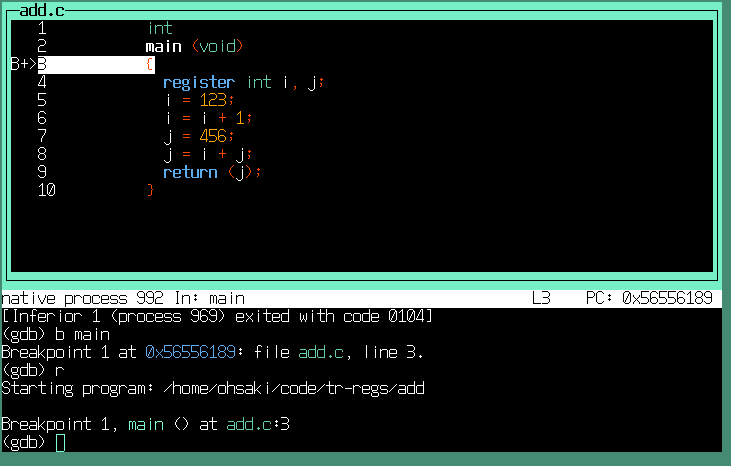 add.c
1 int
2 main (void)
B+>3 {
4 register int i, j;
5 i = 123;
6 i = i + 1;
7 j = 456;
8 j = i + j;
9 return (j);
10 }
native process 992 In: main L3 PC: 0x56556189
[Inferior 1 (process 969) exited with code 0104]
(gdb) b main
Breakpoint 1 at 0x56556189: file add.c, line 3.
(gdb) r
Starting program: /home/ohsaki/code/tr-regs/add
Breakpoint 1, main () at add.c:3
(gdb)